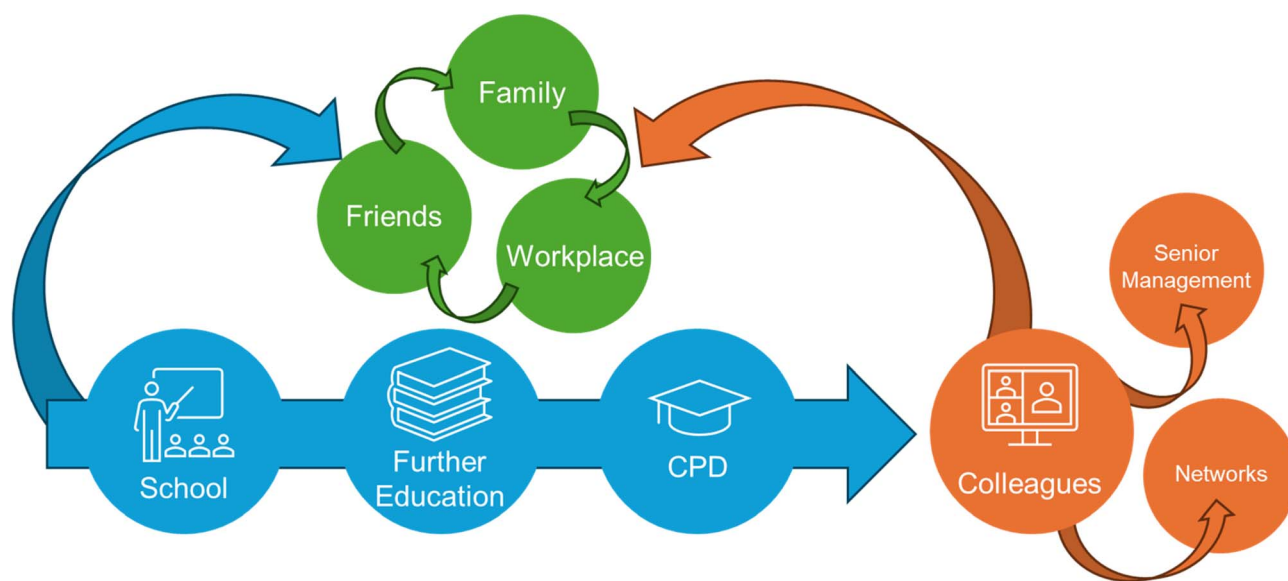 Family
Friends
Workplace
Senior
Management
School
Further
Education
CPD
Colleagues
Networks